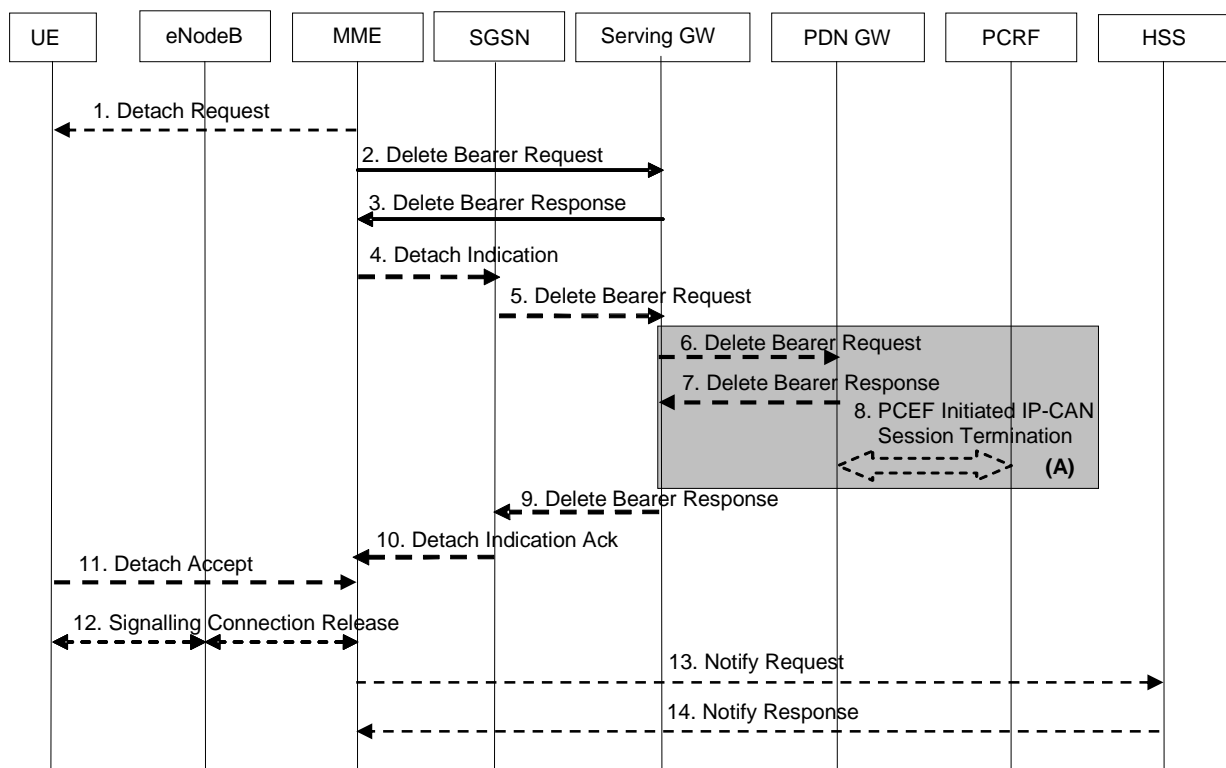 UE
eNodeB
MME
SGSN
Serving GW
PDN GW
PCRF
HSS
1. Detach Request
2. Delete Bearer Request
3. Delete Bearer Response
4. Detach Indication
5. Delete Bearer Request
6. Delete Bearer Request
7. Delete Bearer Response
8. PCEF Initiated IP-CAN
Session Termination
(A)
9. Delete Bearer Response
10. Detach Indication Ack
11. Detach Accept
12. Signalling Connection Release
13. Notify Request
14. Notify Response